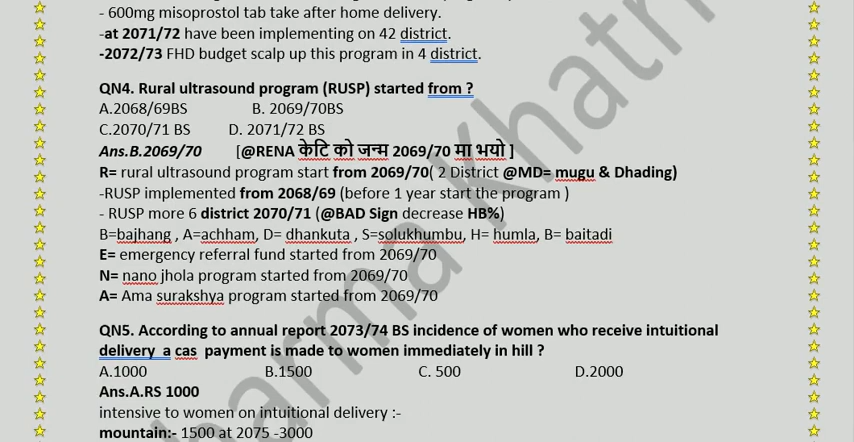 - 600mg misoprostol tab take after home delivery.
-at 2071/72 have been implementing on 42 district.
-2072/73 FHD budget scalp up this program in 4 district.
QN4. Rural ultrasound program (RUSP) started from ?
A.2068/69BS B. 2069/70BS
C.2070/71 BS D. 2071/72 BS
Ans.B.2069/70 [@RENA केटि को जन्म 2069/70 मा भयो ]
R= rural ultrasound program start from 2069/70( 2 District @MD= mugu & Dhading)
-RUSP implemented from 2068/69 (before 1 year start the program )
- RUSP more 6 district 2070/71 (@BAD Sign decrease HB%)
B=bajhang , A=achham, D= dhankuta , S=solukhumbu, H= humla, B= baitadi
E= emergency referral fund started from 2069/70
N= nano jhola program started from 2069/70
A= Ama surakshya program started from 2069/70
QN5. According to annual report 2073/74 BS incidence of women who receive intuitional
delivery a cas payment is made to women immediately in hill ?
A.1000 B.1500 C. 500 D.2000
Ans.A.RS 1000
intensive to women on intuitional delivery :-
mountain:- 1500 at 2075 -3000
arma Khatr